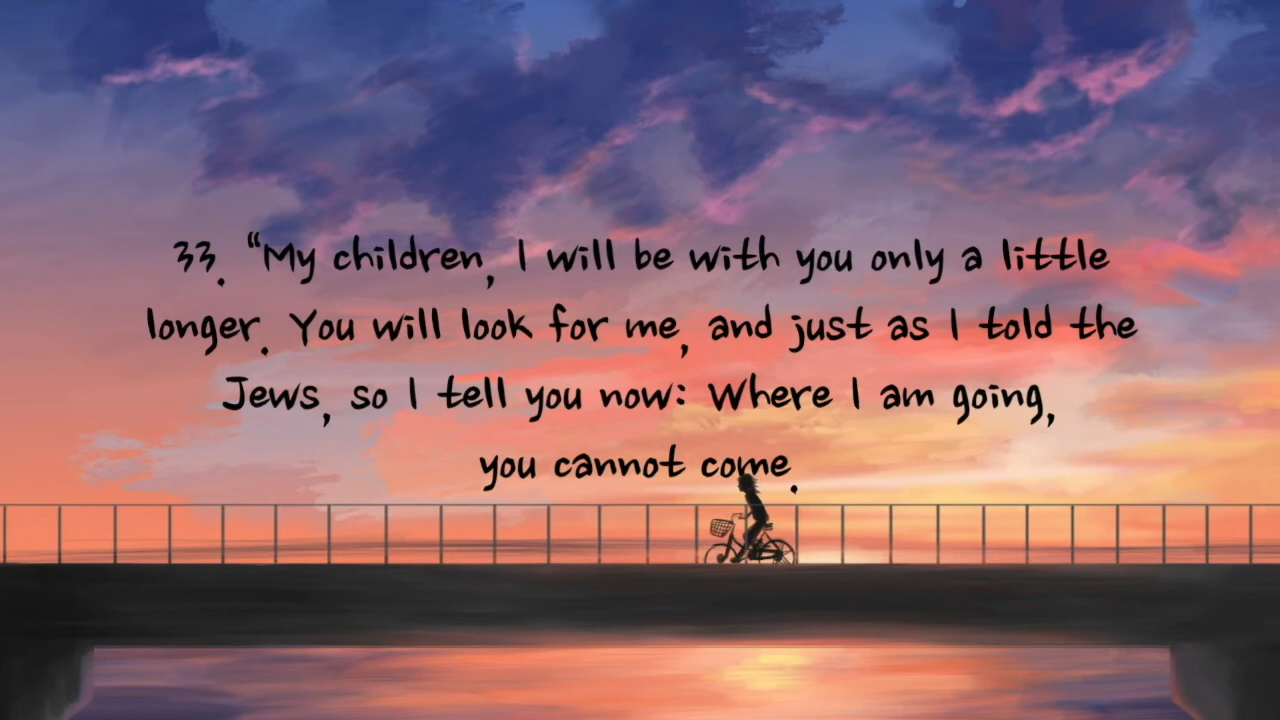 33. “My children, I will be with you only a little
longer. You will look for me, and just as I told the
Jews, so I tell you now: Where I am going,
you cannot come.